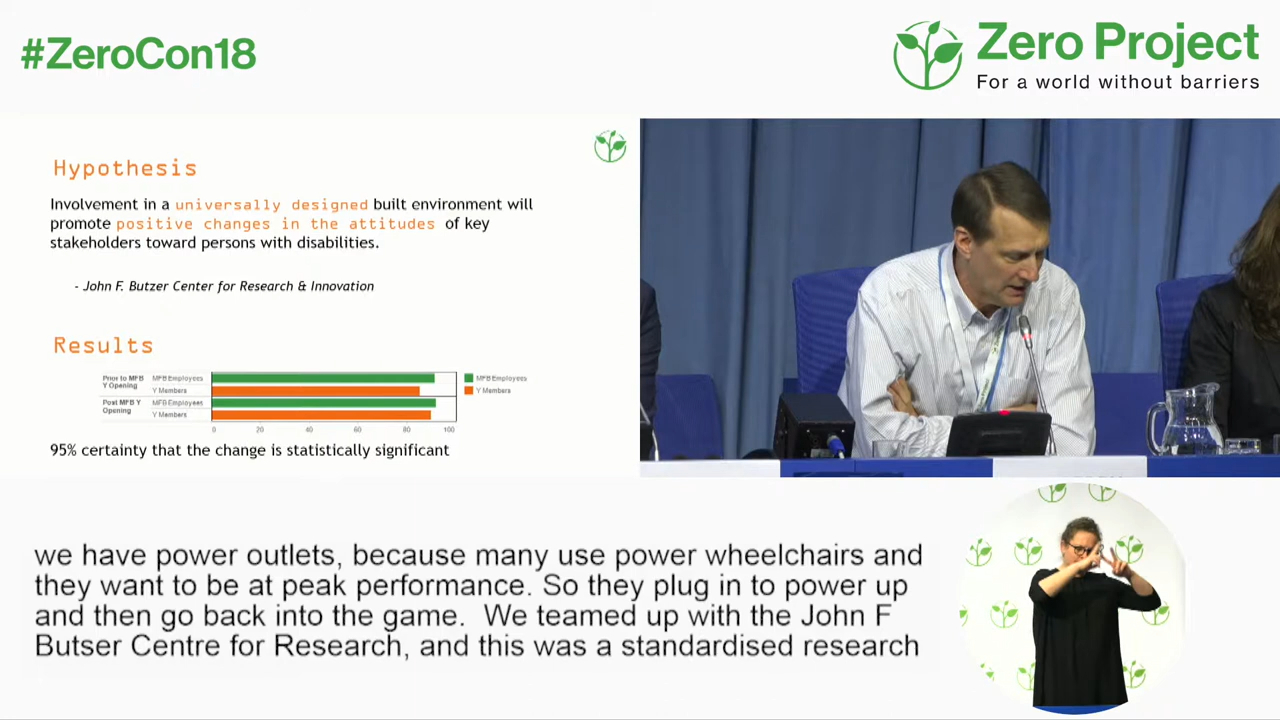 #ZeroCon18
Zero Project
For a world without barriers
Hypothesis
Involvement in a universally designed built environment will
promote positive changes in the attitudes of key
stakeholders toward persons with disabilities.
- John F. Butzer Center for Research & Innovation
Results
Prior to MFB Y Opening
MFB Employees
Y Members
Post MFB Y Opening
MFB Employees
Y Members
0 20 40 60 80 100
MFB Employees
Y Members
95% certainty that the change is statistically significant
we have power outlets, because many use power wheelchairs and
they want to be at peak performance. So they plug in to power up
and then go back into the game. We teamed up with the John F
Butser Centre for Research, and this was a standardised research